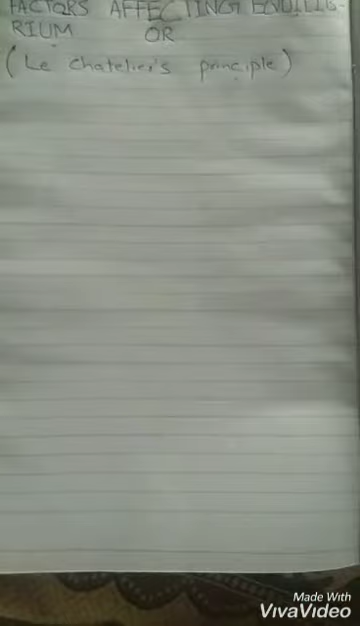 FACTORS AFFECTING EQUILIB-
RIUM OR
(Le Chatelier's principle)
Made With
VivaVideo